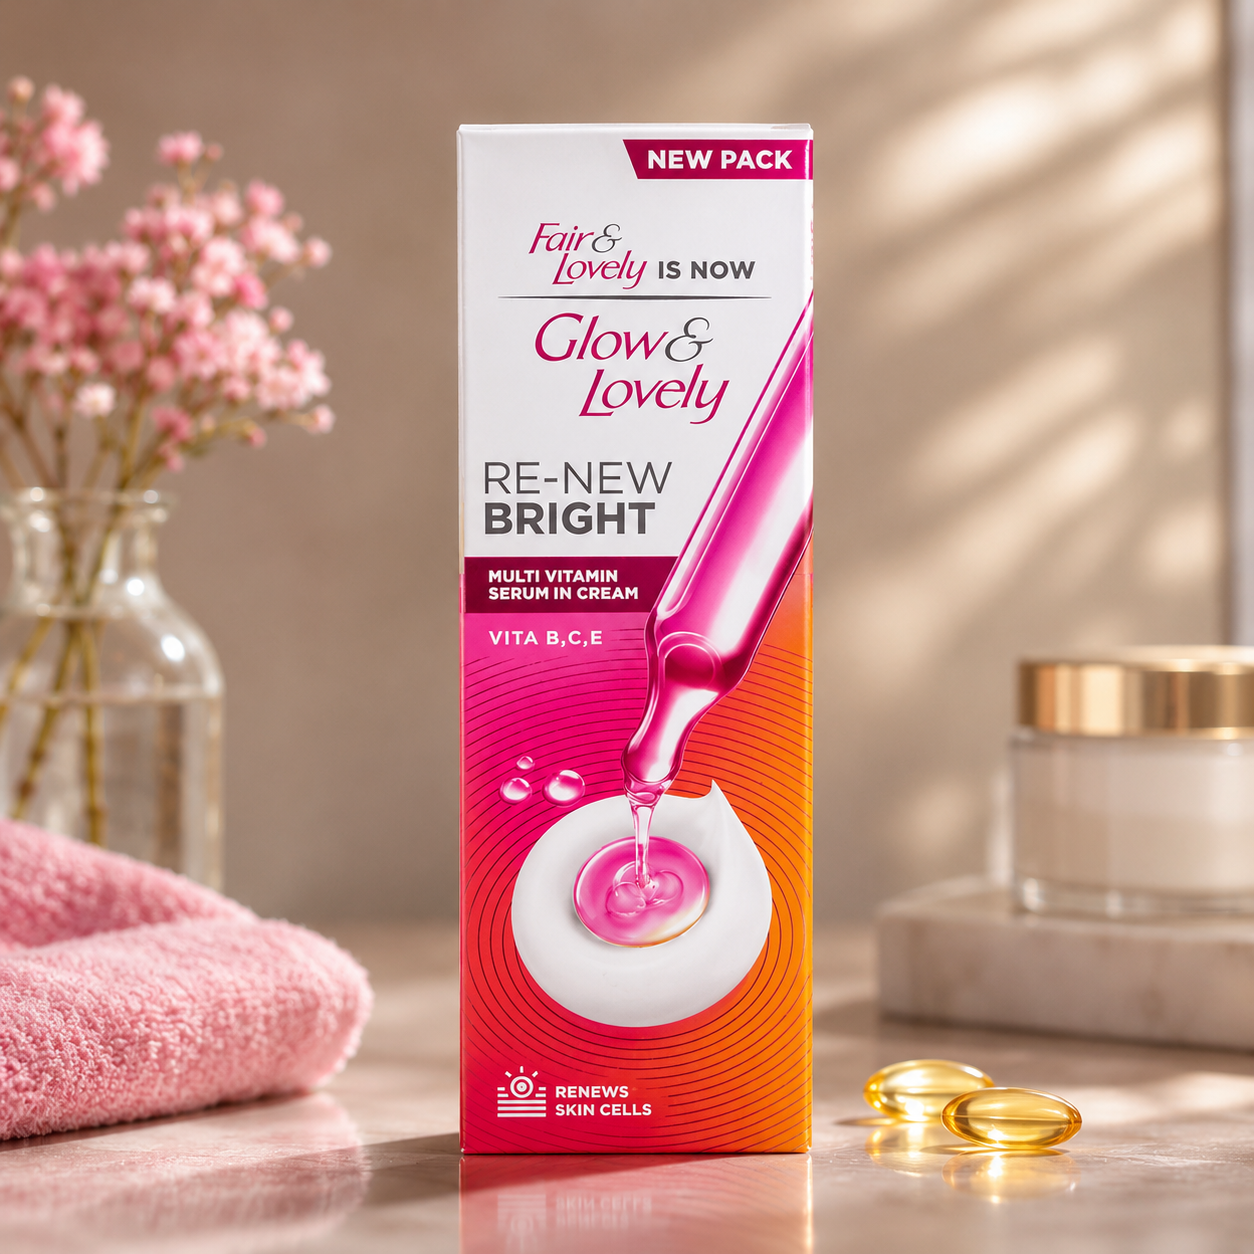 NEW PACK
Fair &
Lovely IS NOW
Glow &
Lovely
RE-NEW
BRIGHT
MULTI VITAMIN
SERUM IN CREAM
VITA B,C,E
RENEWS
SKIN CELLS